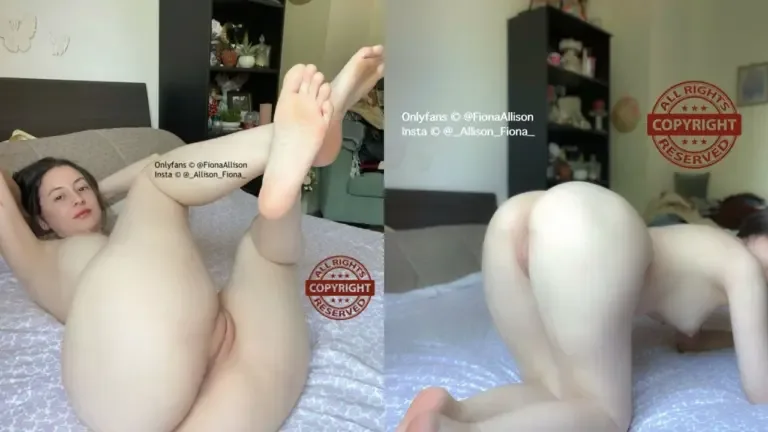 Onlyfans © @FionaAllison
Insta © @_Allison_Fiona_
ALL RIGHTS
COPYRIGHT
RESERVED
Onlyfans © @FionaAllison
Insta © @_Allison_Fiona_
ALL RIGHTS
COPYRIGHT
RESERVED